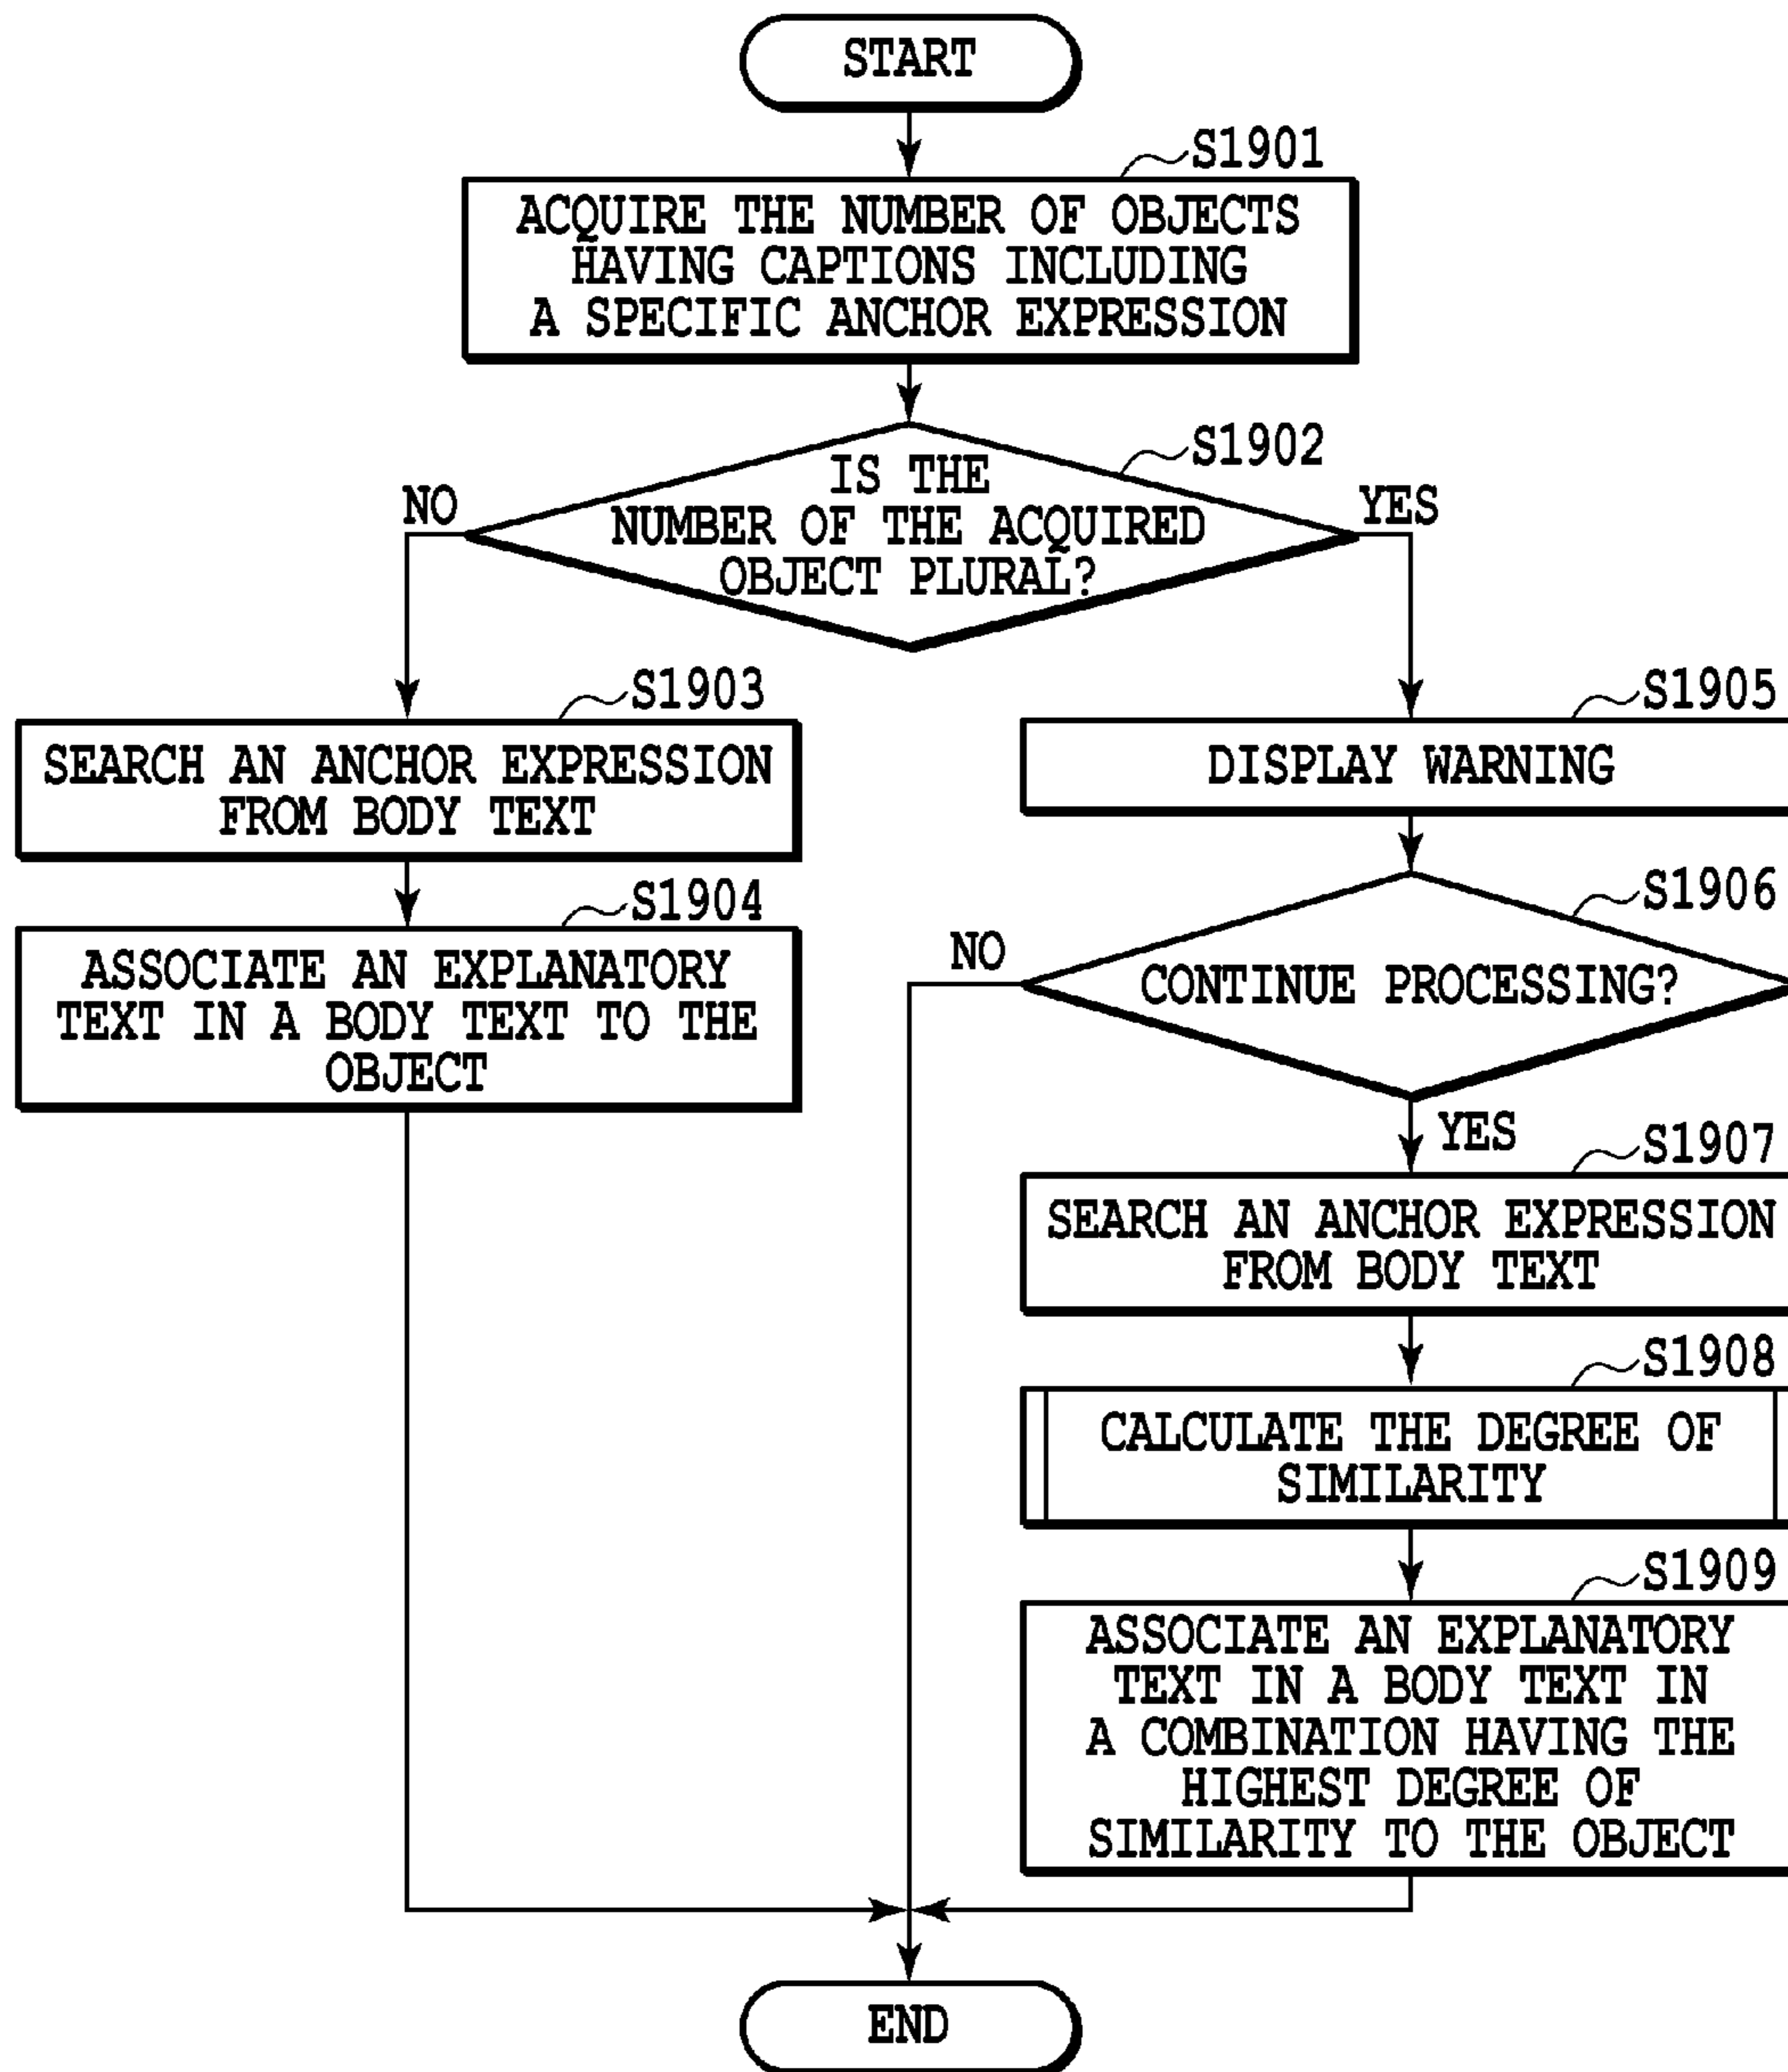 START
S1901
ACQUIRE THE NUMBER OF OBJECTS
HAVING CAPTIONS INCLUDING
A SPECIFIC ANCHOR EXPRESSION
S1902
IS THE
NUMBER OF THE ACQUIRED
OBJECT PLURAL?
NO
YES
S1903
SEARCH AN ANCHOR EXPRESSION
FROM BODY TEXT
S1904
ASSOCIATE AN EXPLANATORY
TEXT IN A BODY TEXT TO THE
OBJECT
S1905
DISPLAY WARNING
S1906
CONTINUE PROCESSING?
NO
YES
S1907
SEARCH AN ANCHOR EXPRESSION
FROM BODY TEXT
S1908
CALCULATE THE DEGREE OF
SIMILARITY
S1909
ASSOCIATE AN EXPLANATORY
TEXT IN A BODY TEXT IN
A COMBINATION HAVING THE
HIGHEST DEGREE OF
SIMILARITY TO THE OBJECT
END